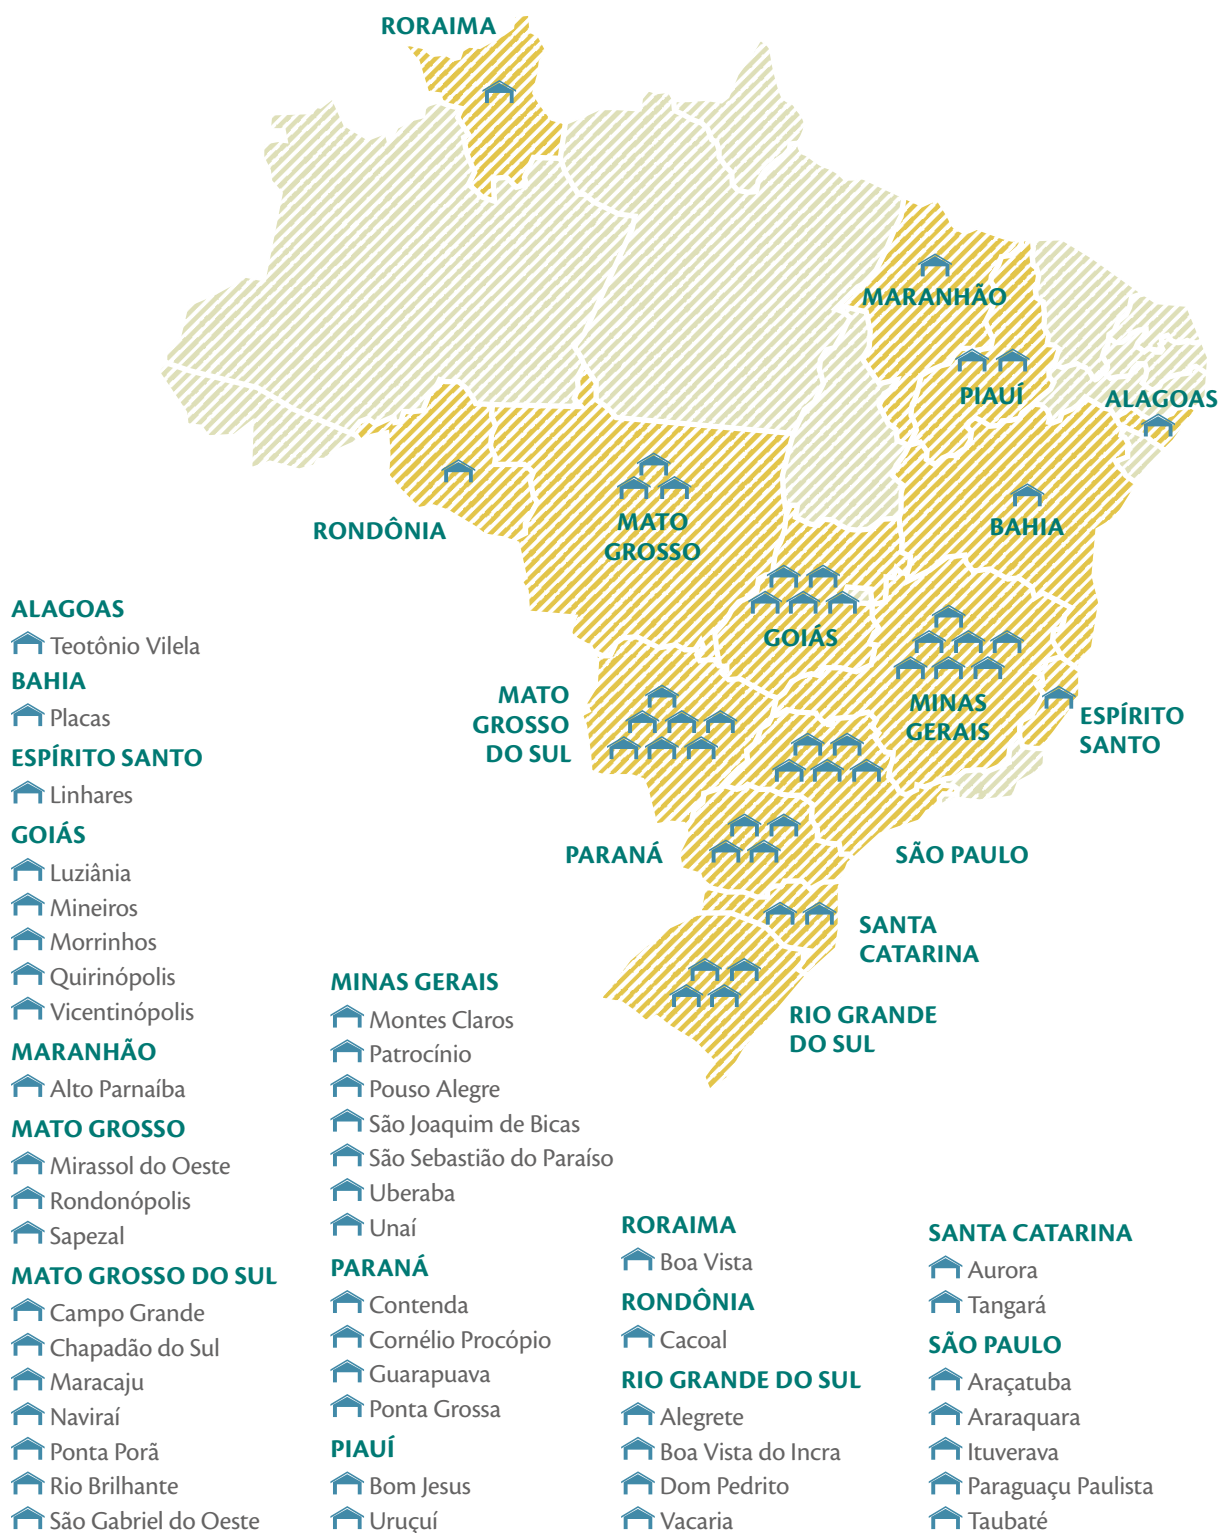 RORAIMA
MARANHÃO
PIAUÍ
ALAGOAS
RONDÔNIA
MATO
GROSSO
BAHIA
GOIÁS
MATO
GROSSO
DO SUL
MINAS
GERAIS
ESPÍRITO
SANTO
PARANÁ
SÃO PAULO
SANTA
CATARINA
RIO GRANDE
DO SUL
ALAGOAS
Teotônio Vilela
BAHIA
Placas
ESPÍRITO SANTO
Linhares
GOIÁS
Luziânia
Mineiros
Morrinhos
Quirinópolis
Vicentinópolis
MARANHÃO
Alto Parnaíba
MATO GROSSO
Mirassol do Oeste
Rondonópolis
Sapezal
MATO GROSSO DO SUL
Campo Grande
Chapadão do Sul
Maracaju
Naviraí
Ponta Porã
Rio Brilhante
São Gabriel do Oeste
MINAS GERAIS
Montes Claros
Patrocínio
Pouso Alegre
São Joaquim de Bicas
São Sebastião do Paraíso
Uberaba
Unaí
PARANÁ
Contenda
Cornélio Procópio
Guarapuava
Ponta Grossa
PIAUÍ
Bom Jesus
Uruçuí
RORAIMA
Boa Vista
RONDÔNIA
Cacoal
RIO GRANDE DO SUL
Alegrete
Boa Vista do Incra
Dom Pedrito
Vacaria
SANTA CATARINA
Aurora
Tangará
SÃO PAULO
Araçatuba
Araraquara
Ituverava
Paraguaçu Paulista
Taubaté